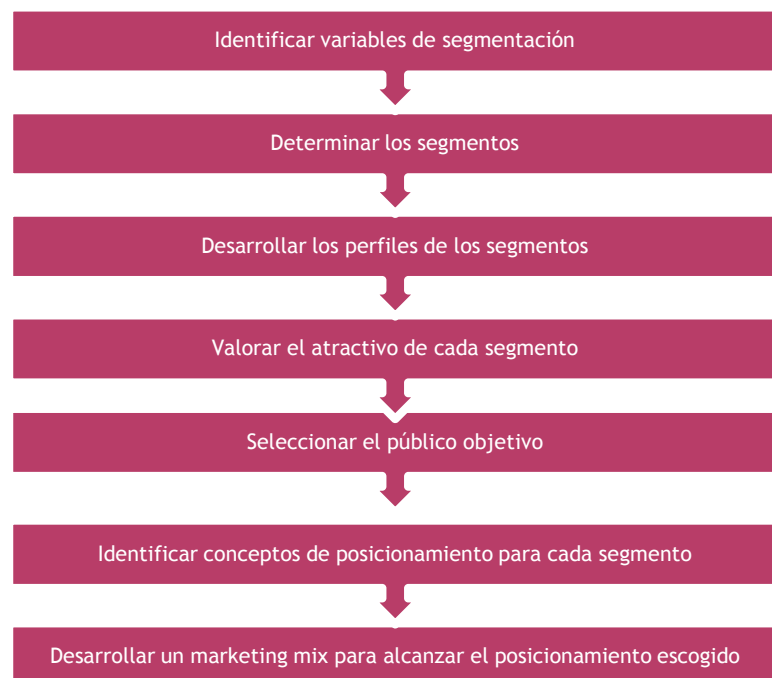 Identificar variables de segmentación
Determinar los segmentos
Desarrollar los perfiles de los segmentos
Valorar el atractivo de cada segmento
Seleccionar el público objetivo
Identificar conceptos de posicionamiento para cada segmento
Desarrollar un marketing mix para alcanzar el posicionamiento escogido